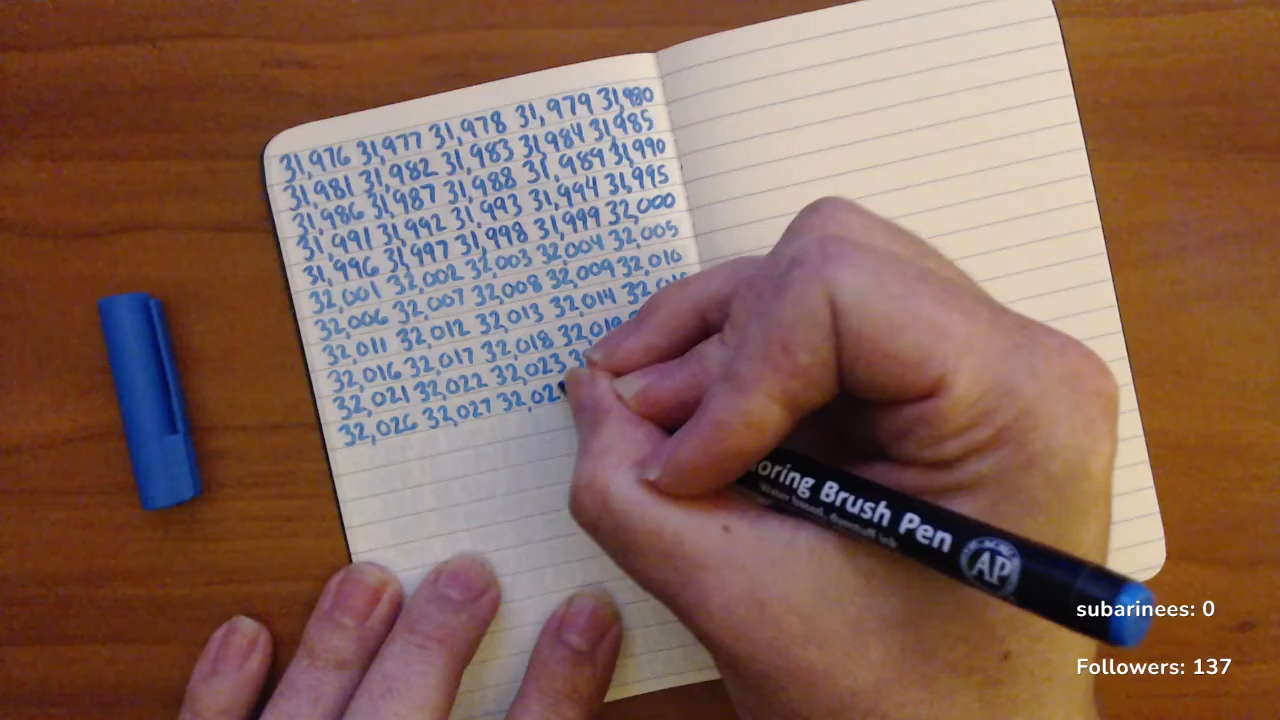 31,976 31,977 31,978 31,979 31,980
31,981 31,982 31,983 31,984 31,985
31,986 31,987 31,988 31,989 31,990
31,991 31,992 31,993 31,994 31,995
31,996 31,997 31,998 31,999 32,000
32,001 32,002 32,003 32,004 32,005
32,006 32,007 32,008 32,009 32,010
32,011 32,012 32,013 32,014
32,016 32,017 32,018 32,019
32,021 32,022 32,023
32,026 32,027
oring Brush Pen
AP
subarinees: 0
Followers: 137